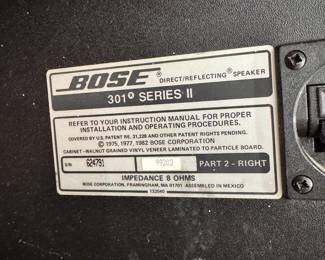 BOSE® DIRECT/REFLECTING® SPEAKER
301® SERIES II
REFER TO YOUR INSTRUCTION MANUAL FOR PROPER
INSTALLATION AND OPERATING PROCEDURES.
COVERED BY U.S. PATENT RE. 31,228 AND OTHER PATENT RIGHTS PENDING.
© 1975, 1977, 1982 BOSE CORPORATION
CABINET-WALNUT GRAINED VINYL VENEER LAMINATED TO PARTICLE BOARD.
S/N 624791 PART 2 - RIGHT
IMPEDANCE 8 OHMS
BOSE CORPORATION, FRAMINGHAM, MA 01701 ASSEMBLED IN MEXICO